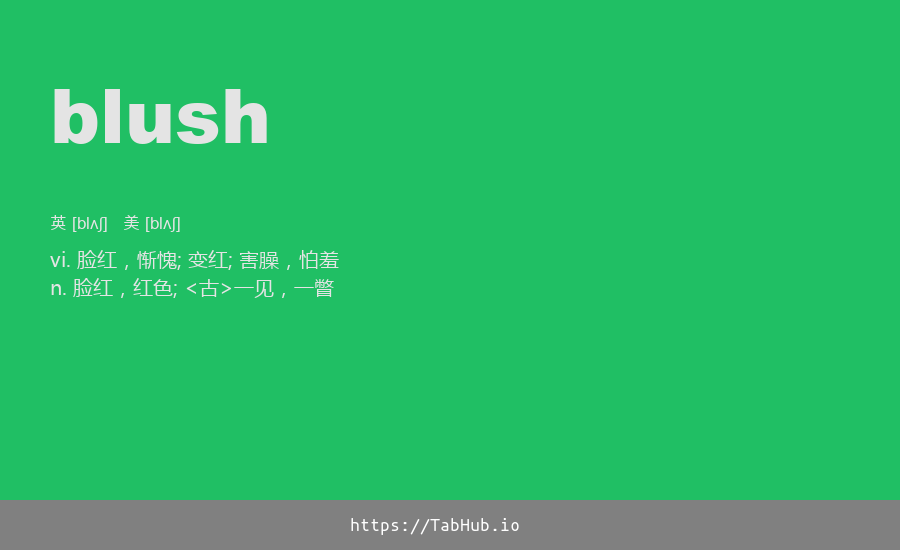 blush
英 [blʌʃ] 美 [blʌʃ]
vi. 脸红，惭愧; 变红; 害臊，怕羞
n. 脸红，红色; <古>一见，一瞥
https://TabHub.io